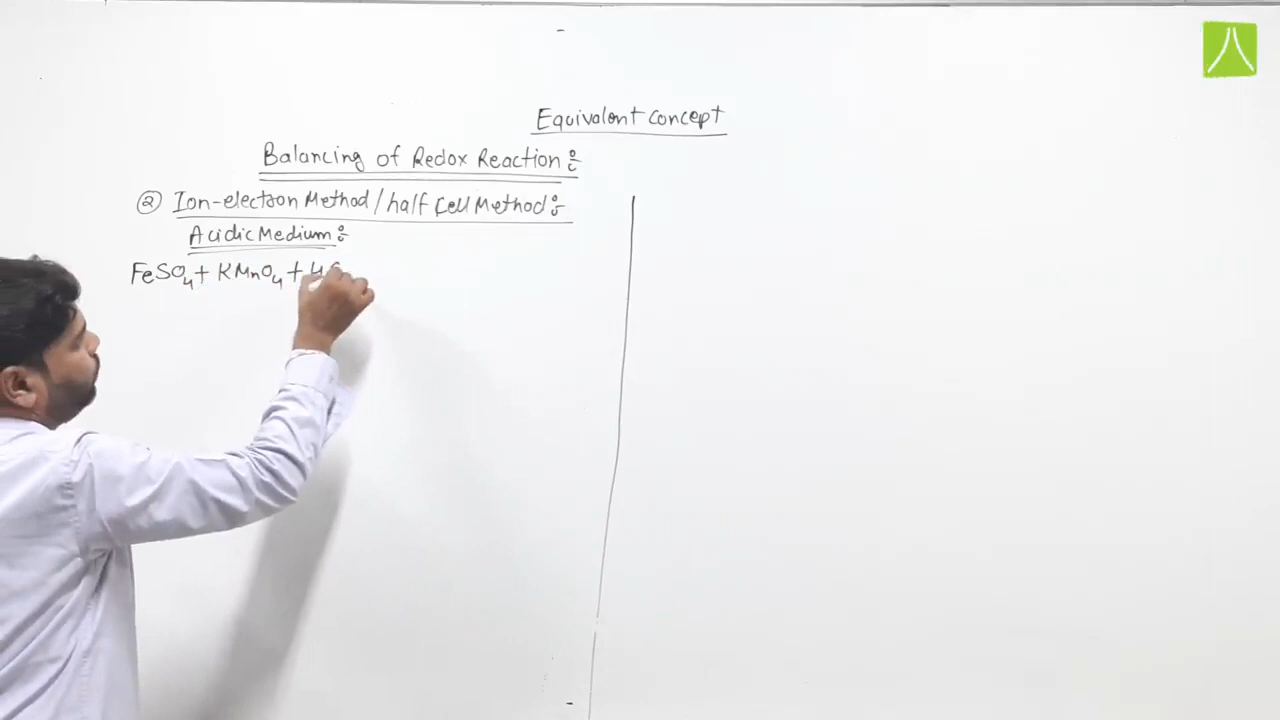 Equivalent Concept
Balancing of Redox Reaction :-
② Ion-electron Method / half Cell Method :-
Acidic Medium :-
FeSO₄ + KMnO₄ +